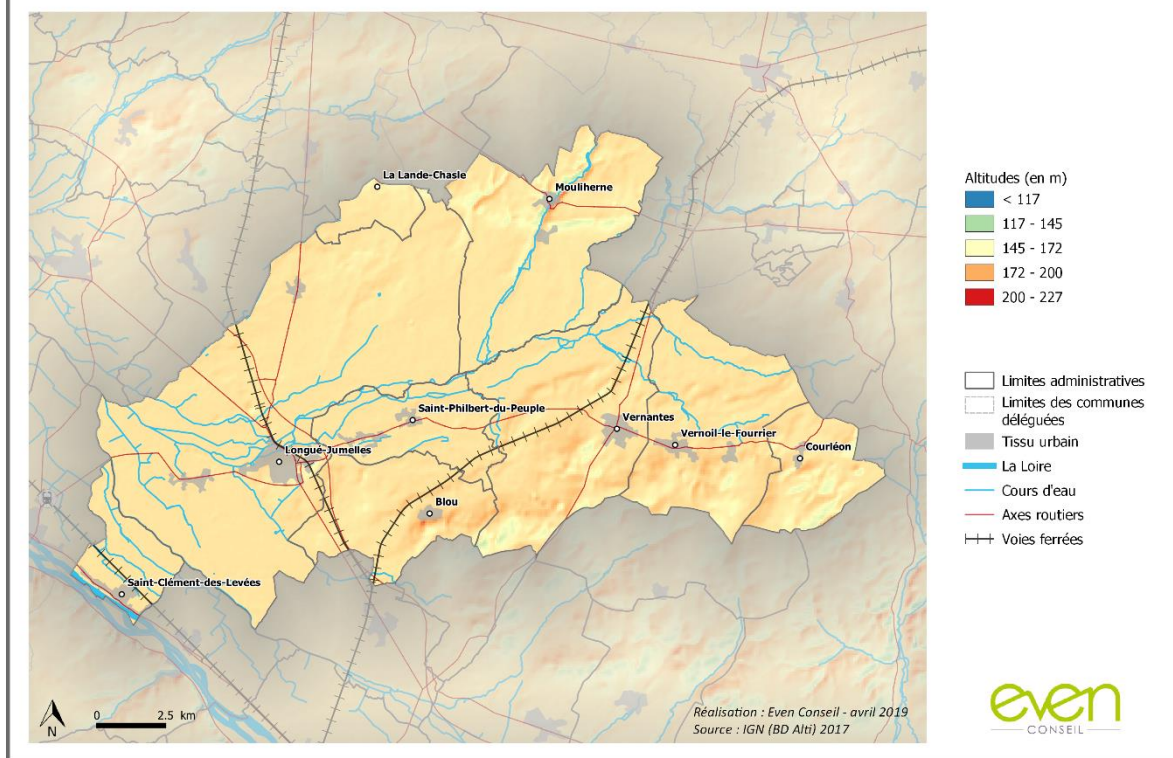 La Lande-Chasle
Mouliherne
Saint-Philbert-du-Peuple
Vernantes
Vernoil-le-Fourrier
Courléon
Longué-Jumelles
Blou
Saint-Clément-des-Levées
N
0 2.5 km
Réalisation : Even Conseil - avril 2019
Source : IGN (BD Alti) 2017
Altitudes (en m)
< 117
117 - 145
145 - 172
172 - 200
200 - 227
Limites administratives
Limites des communes
déléguées
Tissu urbain
La Loire
Cours d'eau
Axes routiers
Voies ferrées
even
CONSEIL